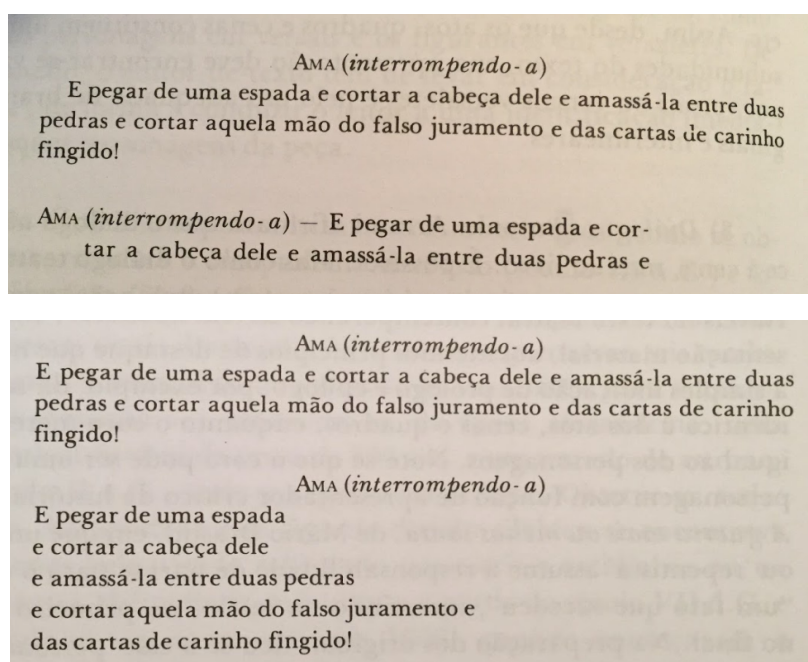 AMA (interrompendo-a)
E pegar de uma espada e cortar a cabeça dele e amassá-la entre duas
pedras e cortar aquela mão do falso juramento e das cartas de carinho
fingido!
AMA (interrompendo-a) — E pegar de uma espada e cor-
tar a cabeça dele e amassá-la entre duas pedras e
AMA (interrompendo-a)
E pegar de uma espada e cortar a cabeça dele e amassá-la entre duas
pedras e cortar aquela mão do falso juramento e das cartas de carinho
fingido!
AMA (interrompendo-a)
E pegar de uma espada
e cortar a cabeça dele
e amassá-la entre duas pedras
e cortar aquela mão do falso juramento e
das cartas de carinho fingido!